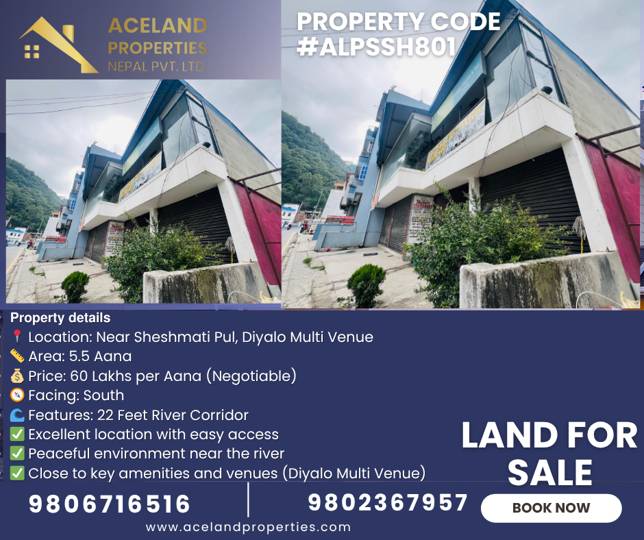 ACELAND
PROPERTIES
NEPAL PVT. LTD
PROPERTY CODE
#ALPSSH801
Property details
📍 Location: Near Sheshmati Pul, Diyalo Multi Venue
📏 Area: 5.5 Aana
💰 Price: 60 Lakhs per Aana (Negotiable)
🧭 Facing: South
🌊 Features: 22 Feet River Corridor
✅ Excellent location with easy access
✅ Peaceful environment near the river
✅ Close to key amenities and venues (Diyalo Multi Venue)
LAND FOR
SALE
9806716516
9802367957
BOOK NOW
www.acelandproperties.com